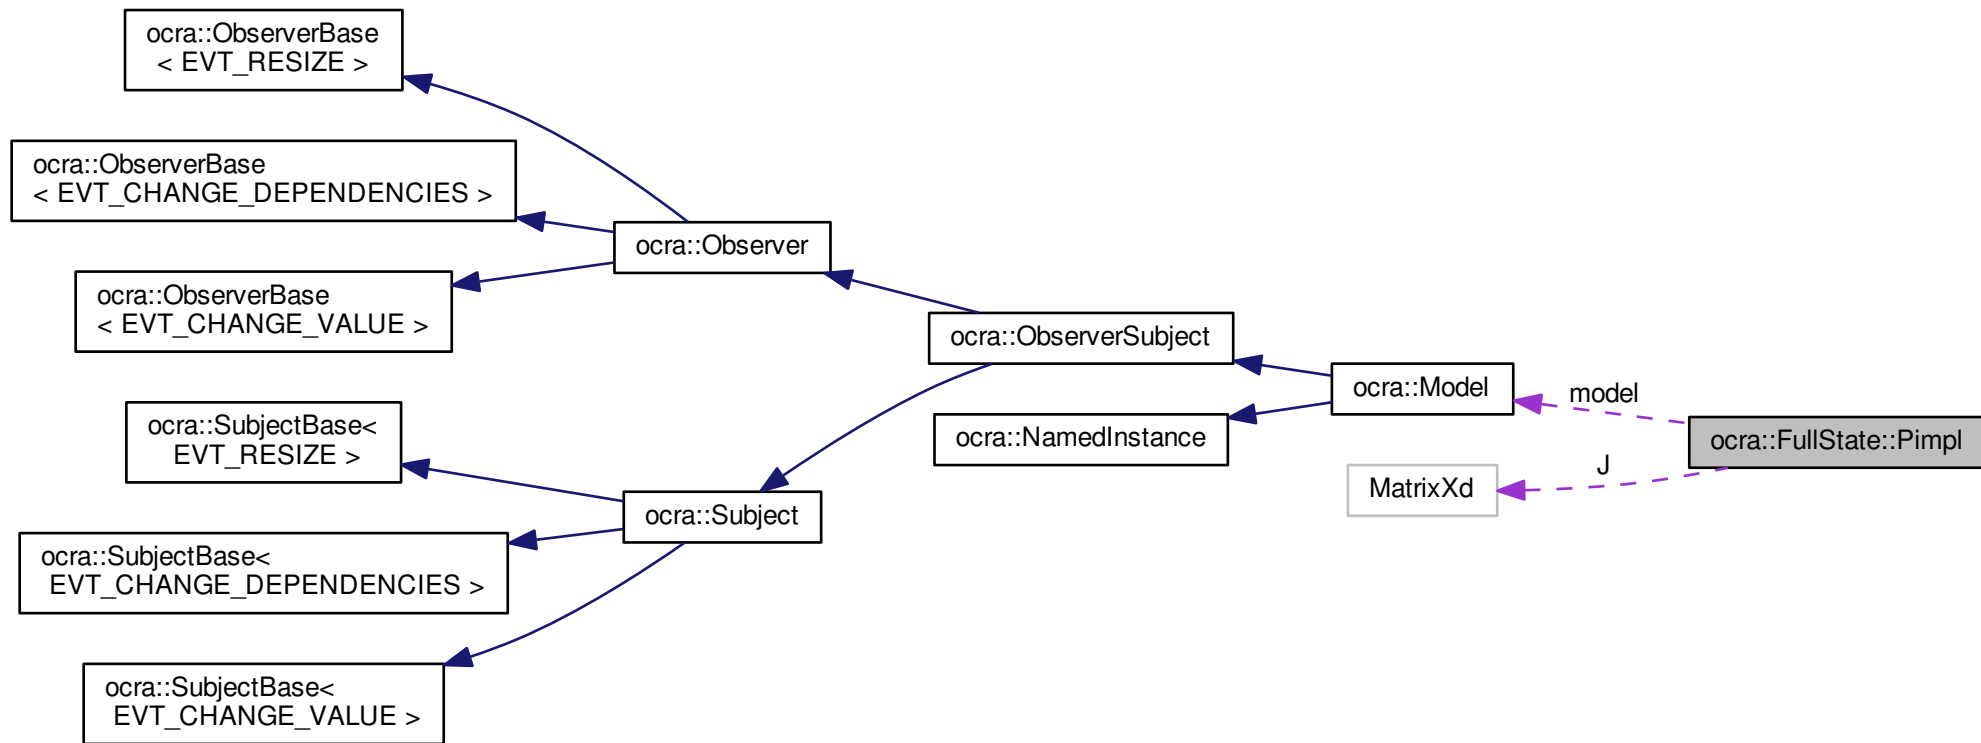 ocra::ObserverBase
< EVT_RESIZE >
ocra::ObserverBase
< EVT_CHANGE_DEPENDENCIES >
ocra::Observer
ocra::ObserverBase
< EVT_CHANGE_VALUE >
ocra::ObserverSubject
ocra::Model
model
ocra::SubjectBase<
EVT_RESIZE >
ocra::NamedInstance
ocra::FullState::Pimpl
J
MatrixXd
ocra::Subject
ocra::SubjectBase<
EVT_CHANGE_DEPENDENCIES >
ocra::SubjectBase<
EVT_CHANGE_VALUE >